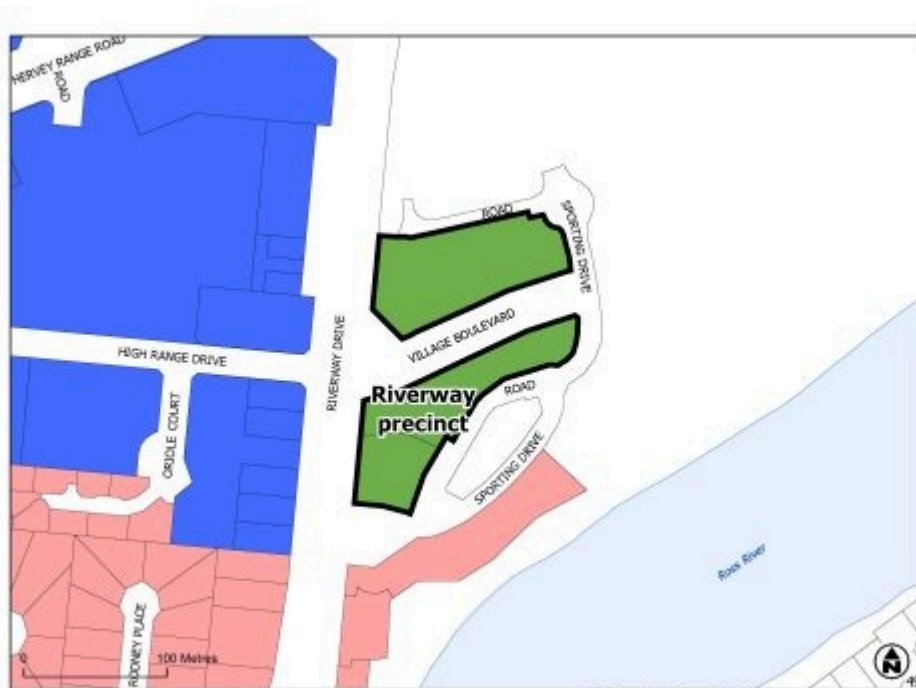 HERVEY RANGE ROAD
ROAD
ROAD
SPORTING DRIVE
VILLAGE BOULEVARD
RIVERWAY DRIVE
HIGH RANGE DRIVE
Riverway
precinct
ROAD
ORIOLE COURT
SPORTING DRIVE
Ross River
RODNEY PLACE
0 100 Metres
N